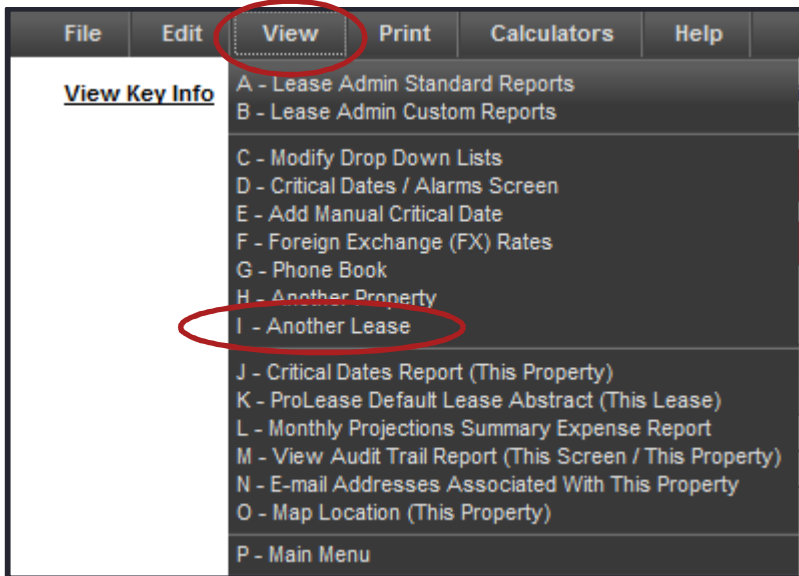 File Edit View Print Calculators Help
View Key Info
A - Lease Admin Standard Reports
B - Lease Admin Custom Reports
C - Modify Drop Down Lists
D - Critical Dates / Alarms Screen
E - Add Manual Critical Date
F - Foreign Exchange (FX) Rates
G - Phone Book
H - Another Property
I - Another Lease
J - Critical Dates Report (This Property)
K - ProLease Default Lease Abstract (This Lease)
L - Monthly Projections Summary Expense Report
M - View Audit Trail Report (This Screen / This Property)
N - E-mail Addresses Associated With This Property
O - Map Location (This Property)
P - Main Menu